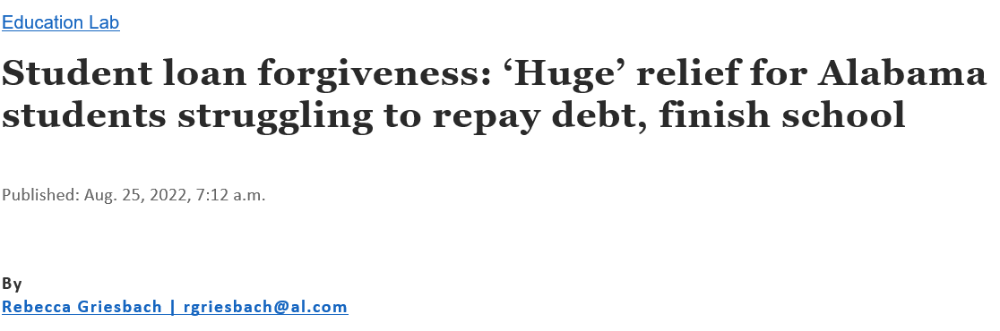 Education Lab
Student loan forgiveness: ‘Huge’ relief for Alabama
students struggling to repay debt, finish school
Published: Aug. 25, 2022, 7:12 a.m.
By
Rebecca Griesbach | rgriesbach@al.com